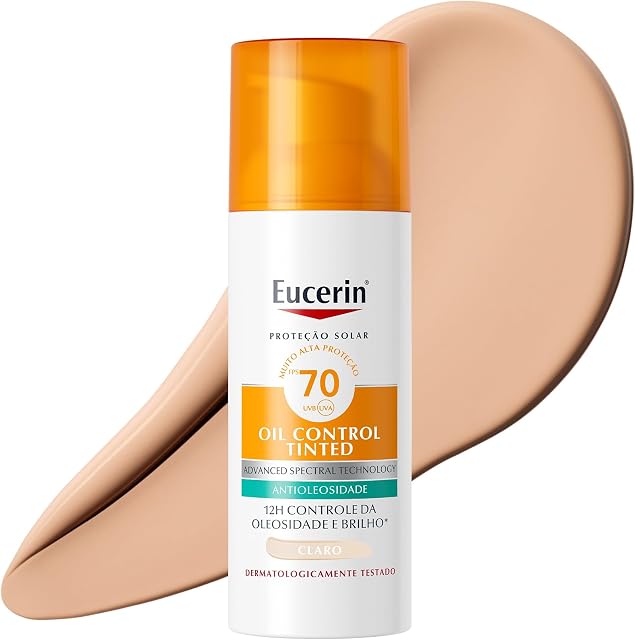 Eucerin®
PROTEÇÃO SOLAR
MUITO ALTA PROTEÇÃO
FPS 70
UVB UVA
OIL CONTROL
TINTED
ADVANCED SPECTRAL TECHNOLOGY
ANTIOLEOSIDADE
12H CONTROLE DA
OLEOSIDADE E BRILHO*
CLARO
DERMATOLOGICAMENTE TESTADO